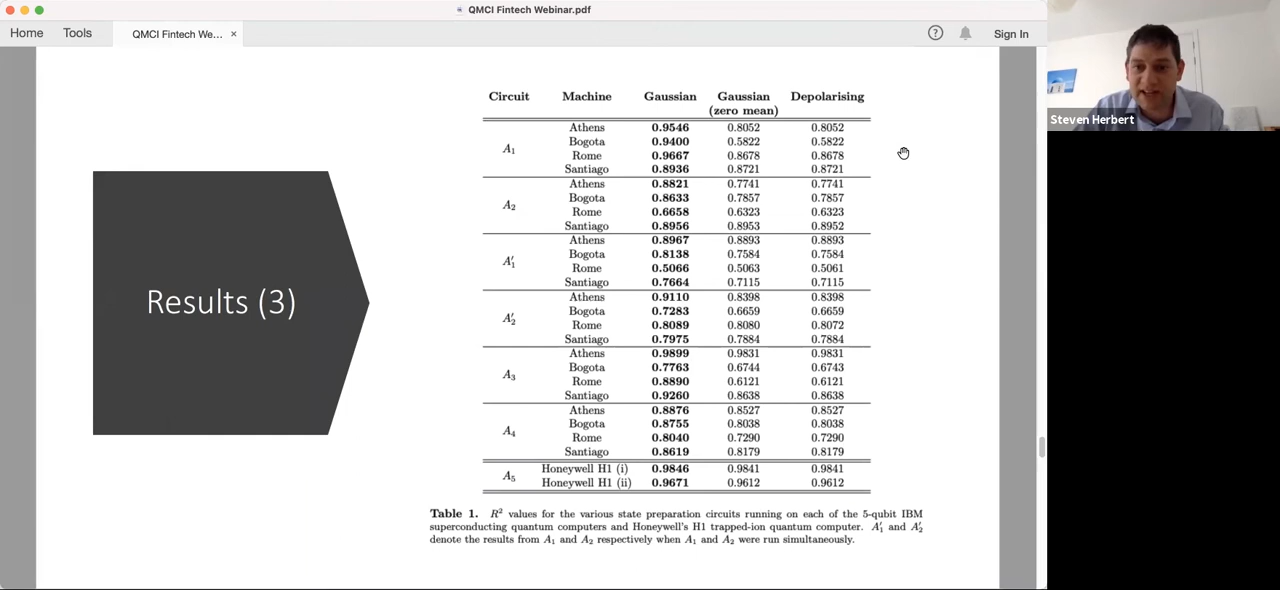 QMCI Fintech Webinar.pdf
Home Tools QMCI Fintech We... × Sign In
Steven Herbert
Results (3)
Circuit Machine Gaussian Gaussian (zero mean) Depolarising
A₁ Athens 0.9546 0.8052 0.8052
Bogota 0.9400 0.5822 0.5822
Rome 0.9667 0.8678 0.8678
Santiago 0.8936 0.8721 0.8721
A₂ Athens 0.8821 0.7741 0.7741
Bogota 0.8633 0.7857 0.7857
Rome 0.6658 0.6323 0.6323
Santiago 0.8956 0.8953 0.8952
A′₁ Athens 0.8967 0.8893 0.8893
Bogota 0.8138 0.7584 0.7584
Rome 0.5066 0.5063 0.5061
Santiago 0.7664 0.7115 0.7115
A′₂ Athens 0.9110 0.8398 0.8398
Bogota 0.7283 0.6659 0.6659
Rome 0.8089 0.8080 0.8072
Santiago 0.7975 0.7884 0.7884
A₃ Athens 0.9899 0.9831 0.9831
Bogota 0.7763 0.6744 0.6743
Rome 0.8890 0.6121 0.6121
Santiago 0.9260 0.8638 0.8638
A₄ Athens 0.8876 0.8527 0.8527
Bogota 0.8755 0.8038 0.8038
Rome 0.8040 0.7290 0.7290
Santiago 0.8619 0.8179 0.8179
A₅ Honeywell H1 (i) 0.9846 0.9841 0.9841
Honeywell H1 (ii) 0.9671 0.9612 0.9612
Table 1. R² values for the various state preparation circuits running on each of the 5-qubit IBM
superconducting quantum computers and Honeywell's H1 trapped-ion quantum computer. A′₁ and A′₂
denote the results from A₁ and A₂ respectively when A₁ and A₂ were run simultaneously.